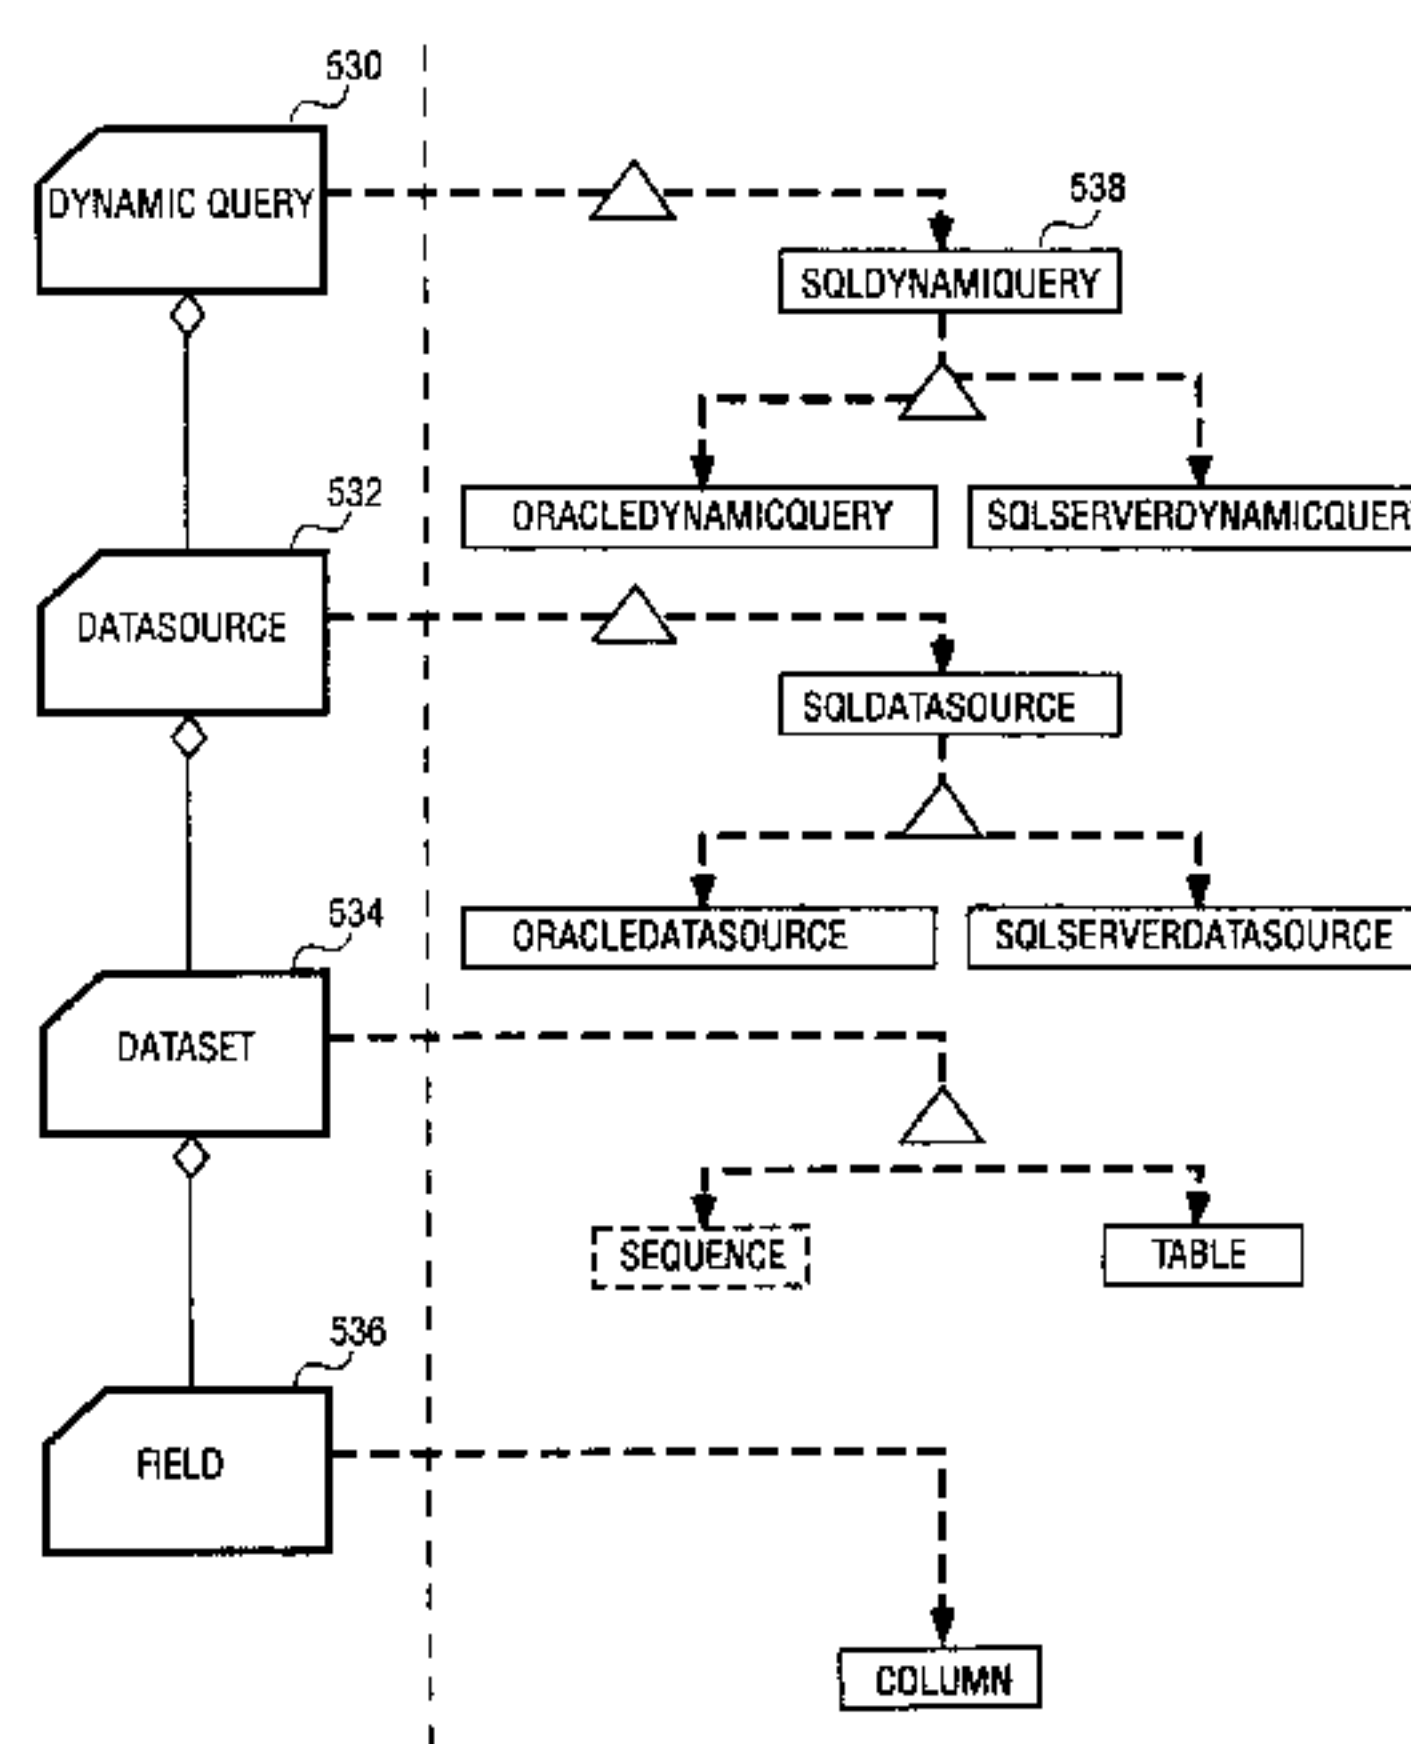 530
DYNAMIC QUERY
538
SQLDYNAMIQUERY
ORACLEDYNAMICQUERY
SQLSERVERDYNAMICQUER
532
DATASOURCE
SQLDATASOURCE
ORACLEDATASOURCE
SQLSERVERDATASOURCE
534
DATASET
SEQUENCE
TABLE
536
FIELD
COLUMN